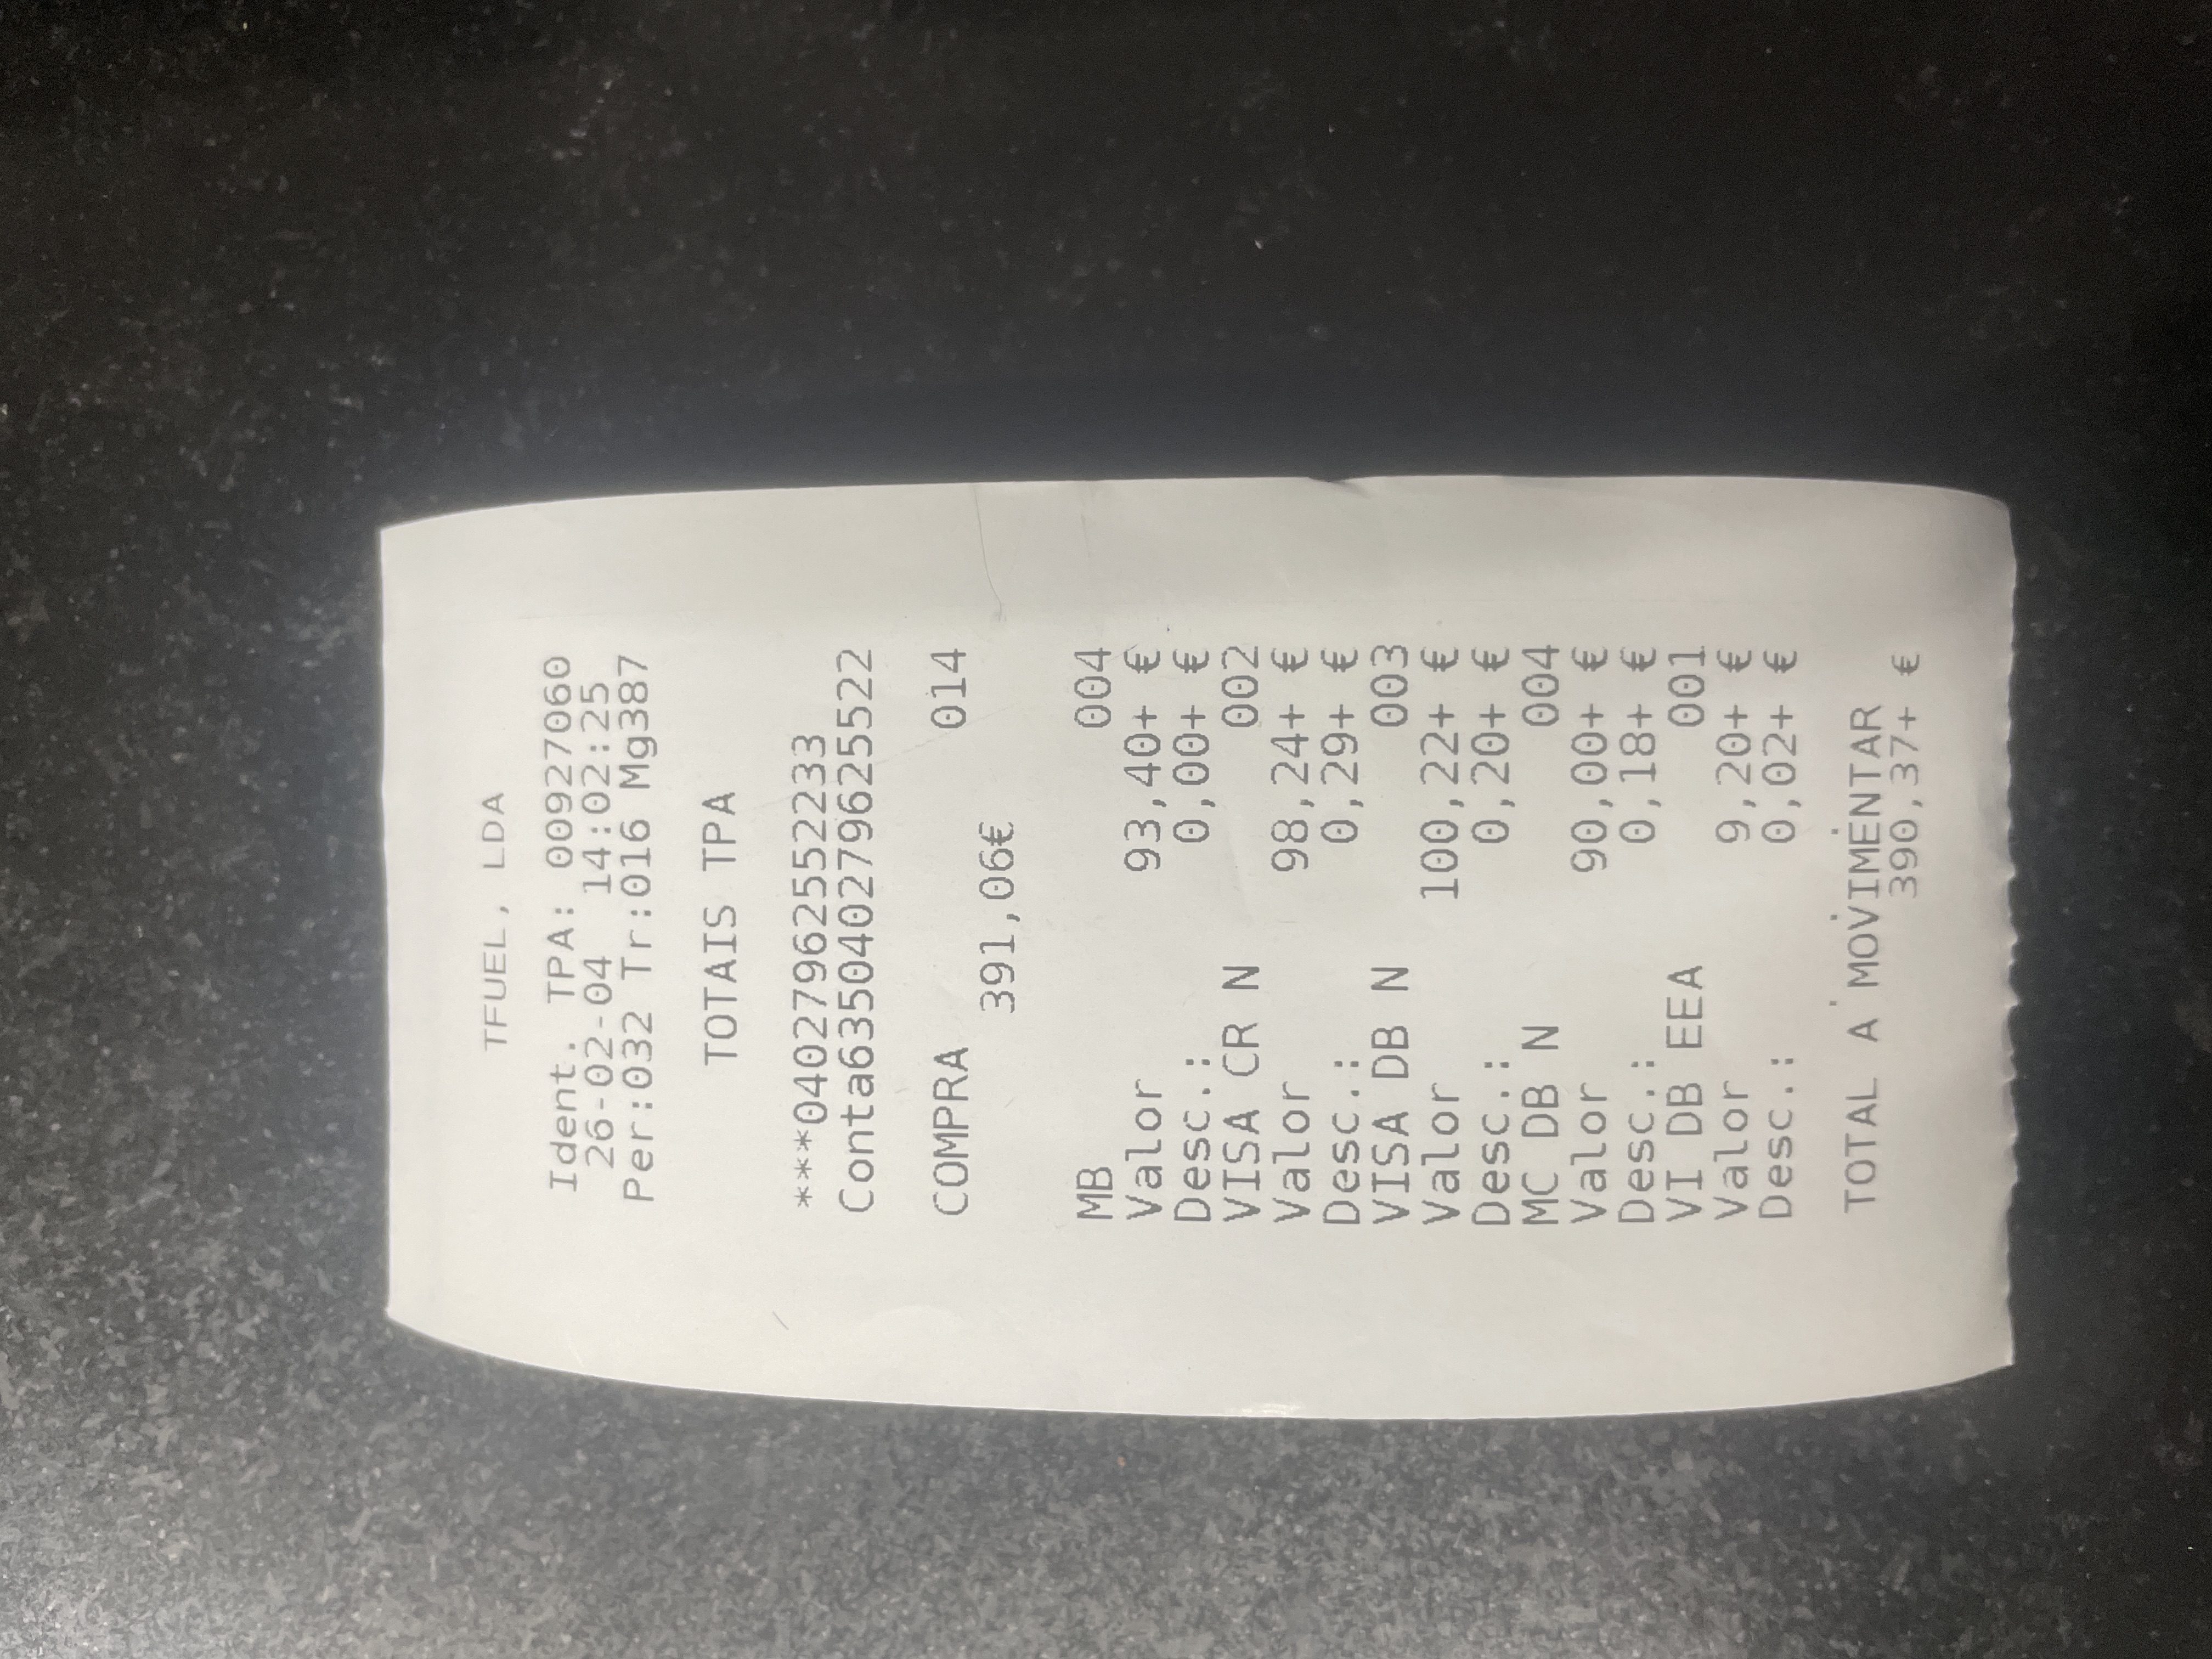 TFUEL, LDA
Ident. TPA: 00927060
26-02-04 14:02:25
Per:032 Tr:016 Mg387
TOTAIS TPA
***04027962552233
Conta6350402796255​22
COMPRA 014
391,06€
MB 004
Valor 93,40+ €
Desc.: 0,00+ €
VISA CR N 002
Valor 98,24+ €
Desc.: 0,29+ €
VISA DB N 003
Valor 100,22+ €
Desc.: 0,20+ €
MC DB N 004
Valor 90,00+ €
Desc.: 0,18+ €
VI DB EEA 001
Valor 9,20+ €
Desc.: 0,02+ €
TOTAL A MOVIMENTAR
390,37+ €